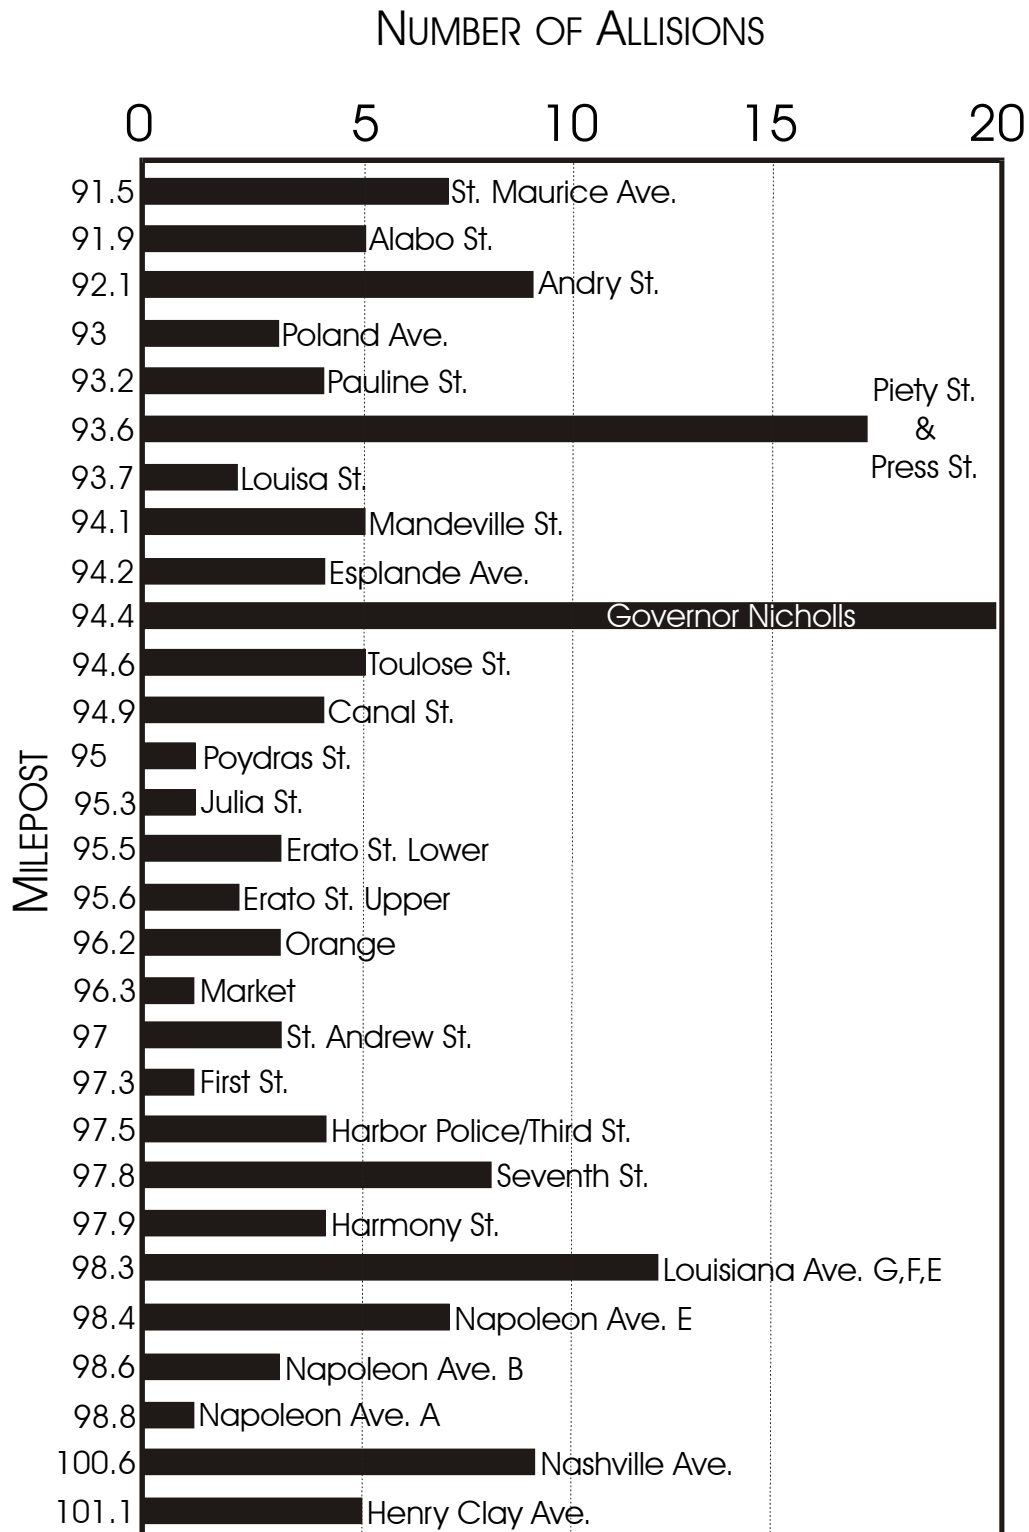 NUMBER OF ALLISIONS
0 5 10 15 20
91.5 St. Maurice Ave.
91.9 Alabo St.
92.1 Andry St.
93 Poland Ave.
93.2 Pauline St.
Piety St.
93.6 &
Press St.
93.7 Louisa St.
94.1 Mandeville St.
94.2 Esplande Ave.
94.4 Governor Nicholls
94.6 Toulose St.
94.9 Canal St.
95 Poydras St.
95.3 Julia St.
MILEPOST
95.5 Erato St. Lower
95.6 Erato St. Upper
96.2 Orange
96.3 Market
97 St. Andrew St.
97.3 First St.
97.5 Harbor Police/Third St.
97.8 Seventh St.
97.9 Harmony St.
98.3 Louisiana Ave. G,F,E
98.4 Napoleon Ave. E
98.6 Napoleon Ave. B
98.8 Napoleon Ave. A
100.6 Nashville Ave.
101.1 Henry Clay Ave.